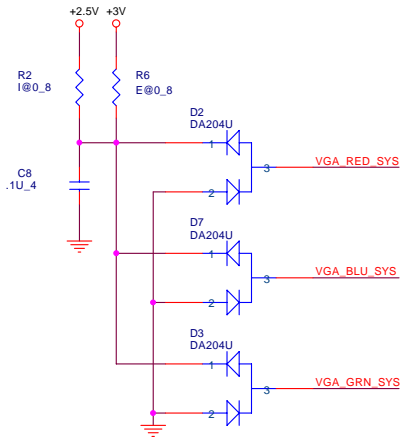 +2.5V +3V
R2 R6
I@0_8 E@0_8
D2
DA204U
1
3 VGA_RED_SYS
C8
.1U_4
2
D7
DA204U
1
3 VGA_BLU_SYS
2
D3
DA204U
1
3 VGA_GRN_SYS
2